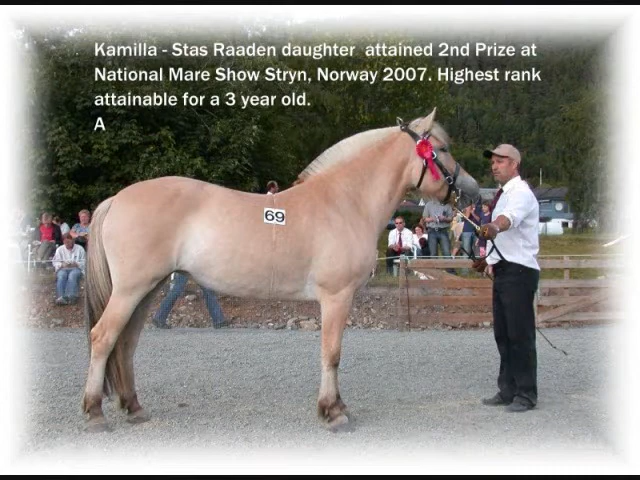 Kamilla - Stas Raaden daughter attained 2nd Prize at
National Mare Show Stryn, Norway 2007. Highest rank
attainable for a 3 year old.
A
69